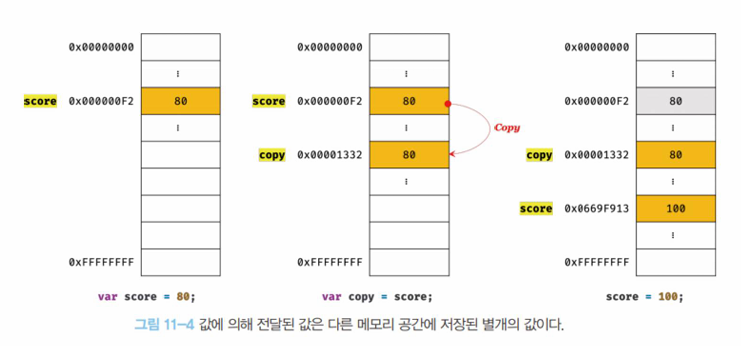 0x00000000
⋮
score 0x000000F2 80
⋮
0xFFFFFFFF
var score = 80;
0x00000000
⋮
score 0x000000F2 80
⋮
Copy
copy 0x00001332 80
⋮
0xFFFFFFFF
var copy = score;
0x00000000
⋮
0x000000F2 80
⋮
copy 0x00001332 80
⋮
score 0x0669F913 100
⋮
0xFFFFFFFF
score = 100;
그림 11-4 값에 의해 전달된 값은 다른 메모리 공간에 저장된 별개의 값이다.